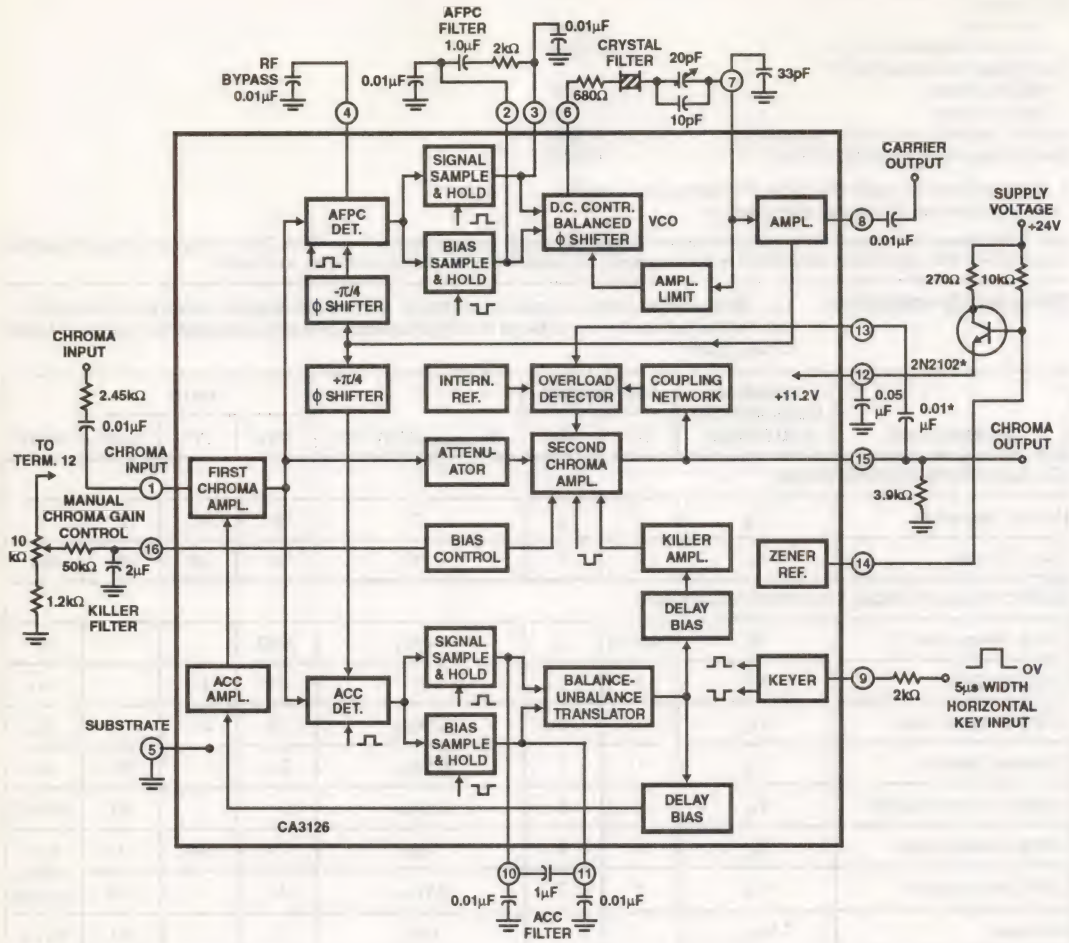 AFPC
FILTER
1.0μF
2kΩ
0.01μF
0.01μF
RF
BYPASS
0.01μF
CRYSTAL
FILTER
680Ω
20pF
10pF
33pF
4
2
3
6
7
SIGNAL
SAMPLE
& HOLD
AFPC
DET.
BIAS
SAMPLE
& HOLD
D.C. CONTR.
BALANCED
ϕ SHIFTER
VCO
AMPL.
8
CARRIER
OUTPUT
0.01μF
SUPPLY
VOLTAGE
+24V
270Ω
10kΩ
-π/4
ϕ SHIFTER
AMPL.
LIMIT
13
2N2102*
12
+11.2V
0.05
μF
0.01*
μF
CHROMA
INPUT
2.45kΩ
0.01μF
+π/4
ϕ SHIFTER
INTERN.
REF.
OVERLOAD
DETECTOR
COUPLING
NETWORK
CHROMA
OUTPUT
15
3.9kΩ
TO
TERM. 12
CHROMA
INPUT
1
FIRST
CHROMA
AMPL.
ATTENU-
ATOR
SECOND
CHROMA
AMPL.
MANUAL
CHROMA GAIN
CONTROL
10
kΩ
50kΩ
16
2μF
1.2kΩ
KILLER
FILTER
BIAS
CONTROL
KILLER
AMPL.
ZENER
REF.
14
DELAY
BIAS
ACC
AMPL.
ACC
DET.
SIGNAL
SAMPLE
& HOLD
BIAS
SAMPLE
& HOLD
BALANCE-
UNBALANCE
TRANSLATOR
KEYER
9
2kΩ
0V
5μs WIDTH
HORIZONTAL
KEY INPUT
SUBSTRATE
5
DELAY
BIAS
CA3126
10
11
1μF
0.01μF
0.01μF
ACC
FILTER